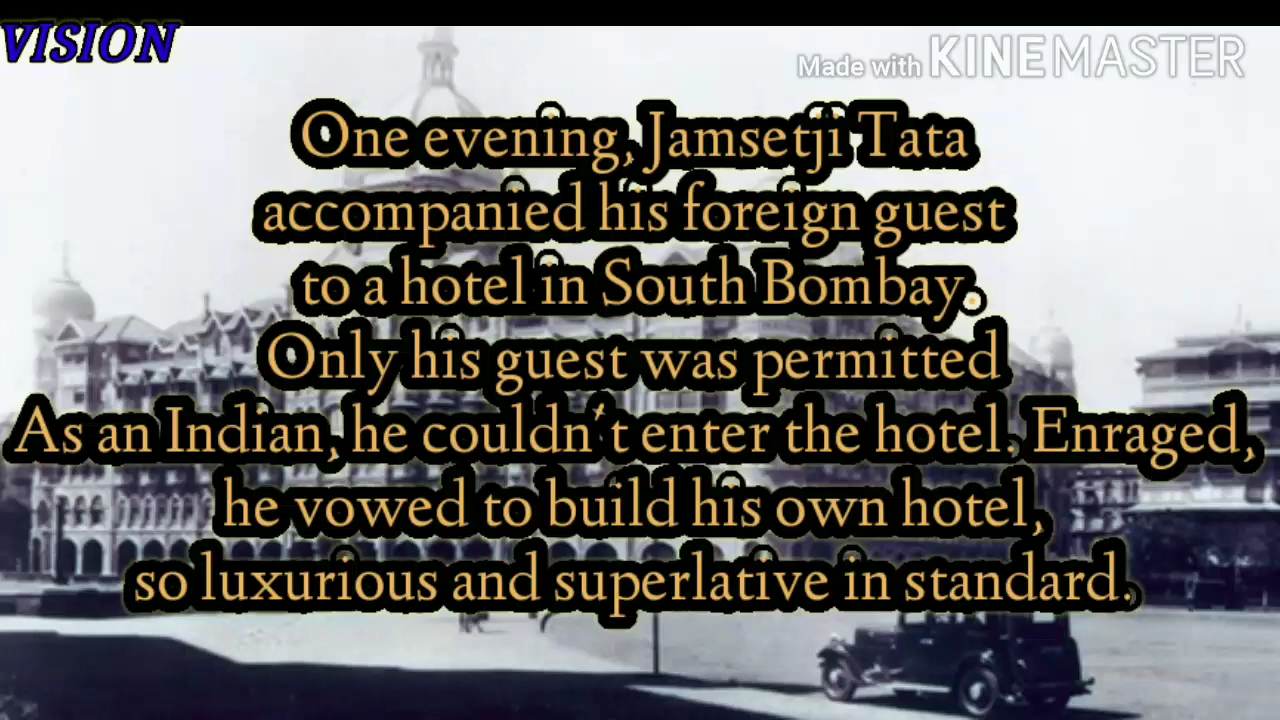 VISION
Made with KINEMASTER
One evening, Jamsetji Tata
accompanied his foreign guest
to a hotel in South Bombay.
Only his guest was permitted
As an Indian, he couldn't enter the hotel. Enraged,
he vowed to build his own hotel,
so luxurious and superlative in standard.